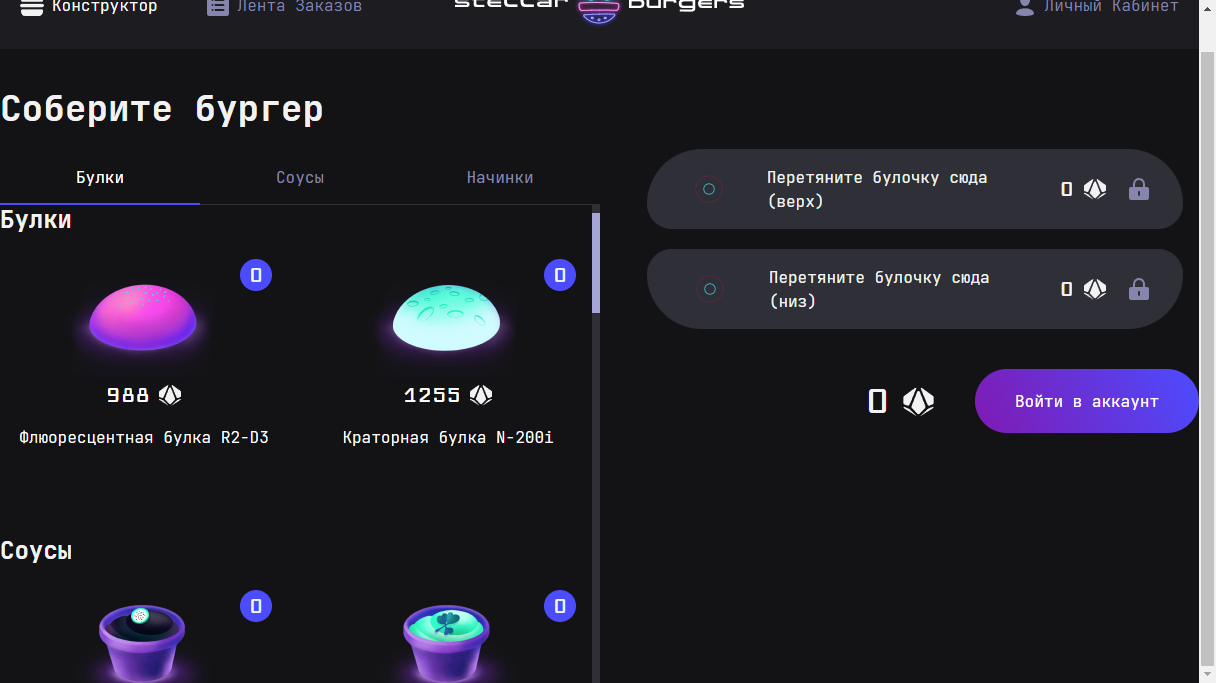 Конструктор
Лента Заказов
stellar burgers
Личный Кабинет
Соберите бургер
Булки
Соусы
Начинки
Булки
0
0
988
1255
Флюоресцентная булка R2-D3
Краторная булка N-200i
Соусы
0
0
Перетяните булочку сюда
(верх)
0
Перетяните булочку сюда
(низ)
0
0
Войти в аккаунт